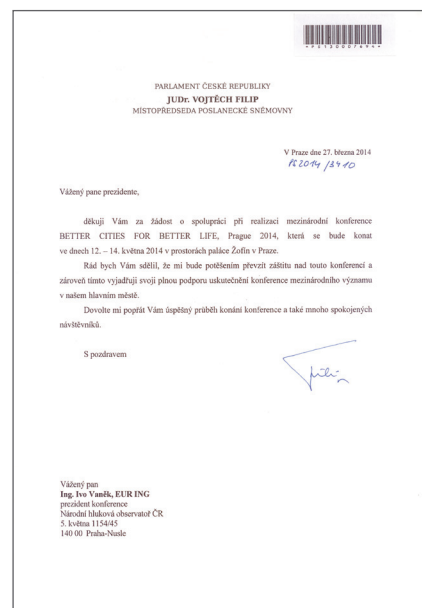 PARLAMENT ČESKÉ REPUBLIKY
JUDr. VOJTĚCH FILIP
MÍSTOPŘEDSEDA POSLANECKÉ SNĚMOVNY
V Praze dne 27. března 2014
PS2014 /3410
Vážený pane prezidente,
děkuji Vám za žádost o spolupráci při realizaci mezinárodní konference
BETTER CITIES FOR BETTER LIFE, Prague 2014, která se bude konat
ve dnech 12. – 14. května 2014 v prostorách paláce Žofín v Praze.
Rád bych Vám sdělil, že mi bude potěšením převzít záštitu nad touto konferencí a
zároveň tímto vyjadřuji svoji plnou podporu uskutečnění konference mezinárodního významu
v našem hlavním městě.
Dovolte mi popřát Vám úspěšný průběh konání konference a také mnoho spokojených
návštěvníků.
S pozdravem
Vážený pan
Ing. Ivo Vaněk, EUR ING
prezident konference
Národní hluková observatoř ČR
5. května 1154/45
140 00 Praha-Nusle